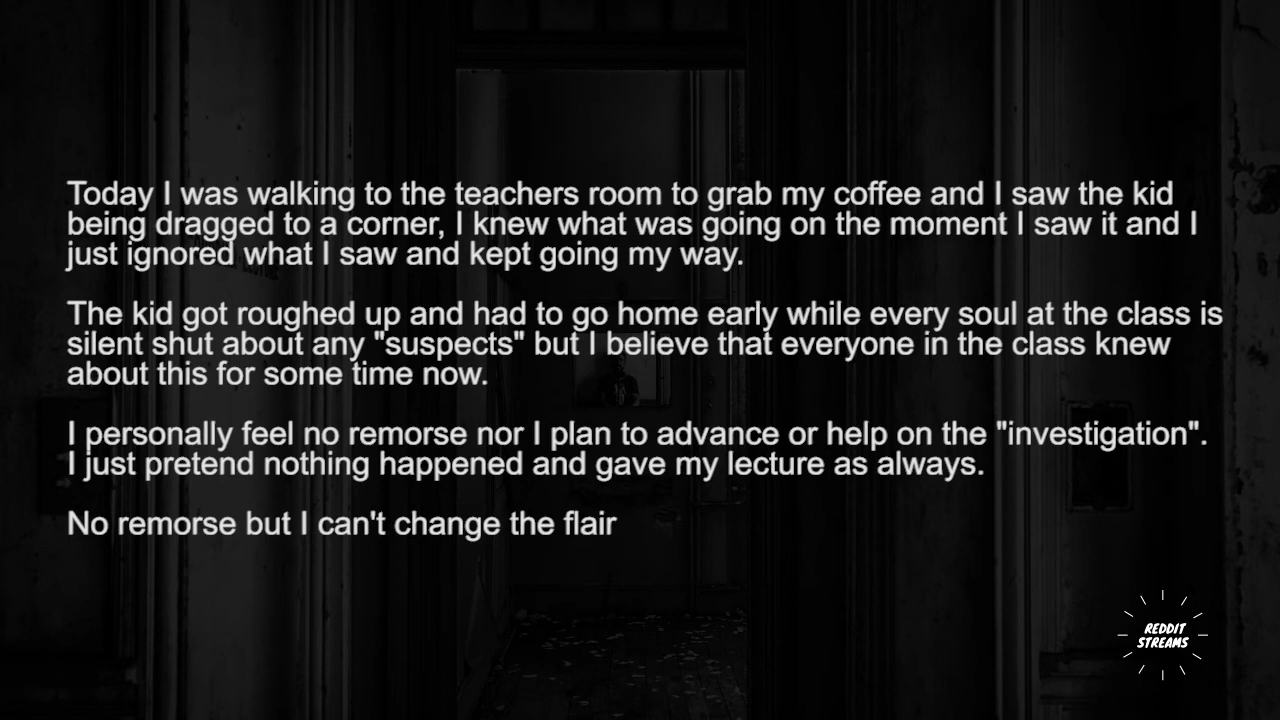 Today I was walking to the teachers room to grab my coffee and I saw the kid
being dragged to a corner, I knew what was going on the moment I saw it and I
just ignored what I saw and kept going my way.
The kid got roughed up and had to go home early while every soul at the class is
silent shut about any "suspects" but I believe that everyone in the class knew
about this for some time now.
I personally feel no remorse nor I plan to advance or help on the "investigation".
I just pretend nothing happened and gave my lecture as always.
No remorse but I can't change the flair
REDDIT
STREAMS